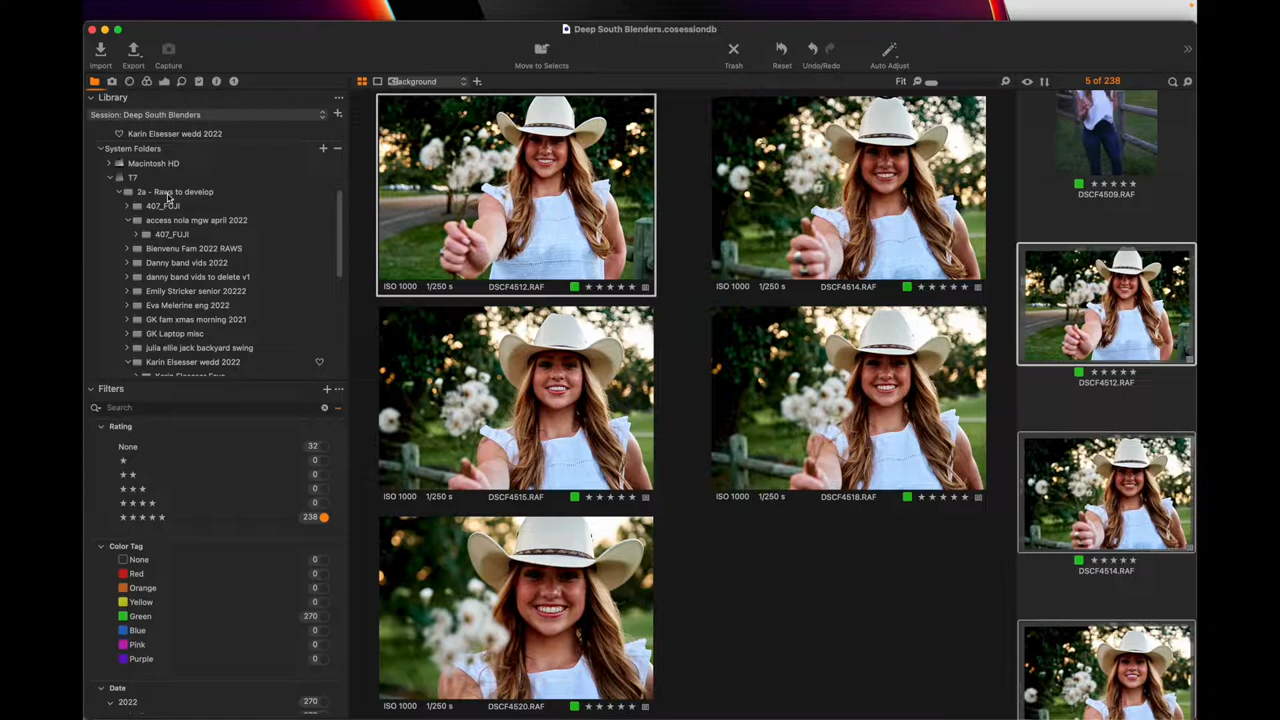 Deep South Blenders.cosessiondb
Import Export Capture Move to Selects Trash Reset Undo/Redo Auto Adjust
Background Fit 5 of 238
Library
Session: Deep South Blenders
Karin Elsesser wedd 2022
System Folders
Macintosh HD
T7
2a - Raws to develop
407_FUJI
access nola mgw april 2022
407_FUJI
Bienvenu Fam 2022 RAWS
Danny band vids 2022
danny band vids to delete v1
Emily Stricker senior 20222
Eva Melerine eng 2022
GK fam xmas morning 2021
GK Laptop misc
julia ellie jack backyard swing
Karin Elsesser wedd 2022
Filters
Search
Rating
None 32
0
0
0
0
238
Color Tag
None 0
Red 0
Orange 0
Yellow 0
Green 270
Blue 0
Pink 0
Purple 0
Date
2022 270
ISO 1000 1/250 s DSCF4512.RAF
ISO 1000 1/250 s DSCF4514.RAF
ISO 1000 1/250 s DSCF4515.RAF
ISO 1000 1/250 s DSCF4518.RAF
ISO 1000 1/250 s DSCF4520.RAF
DSCF4509.RAF
DSCF4512.RAF
DSCF4514.RAF